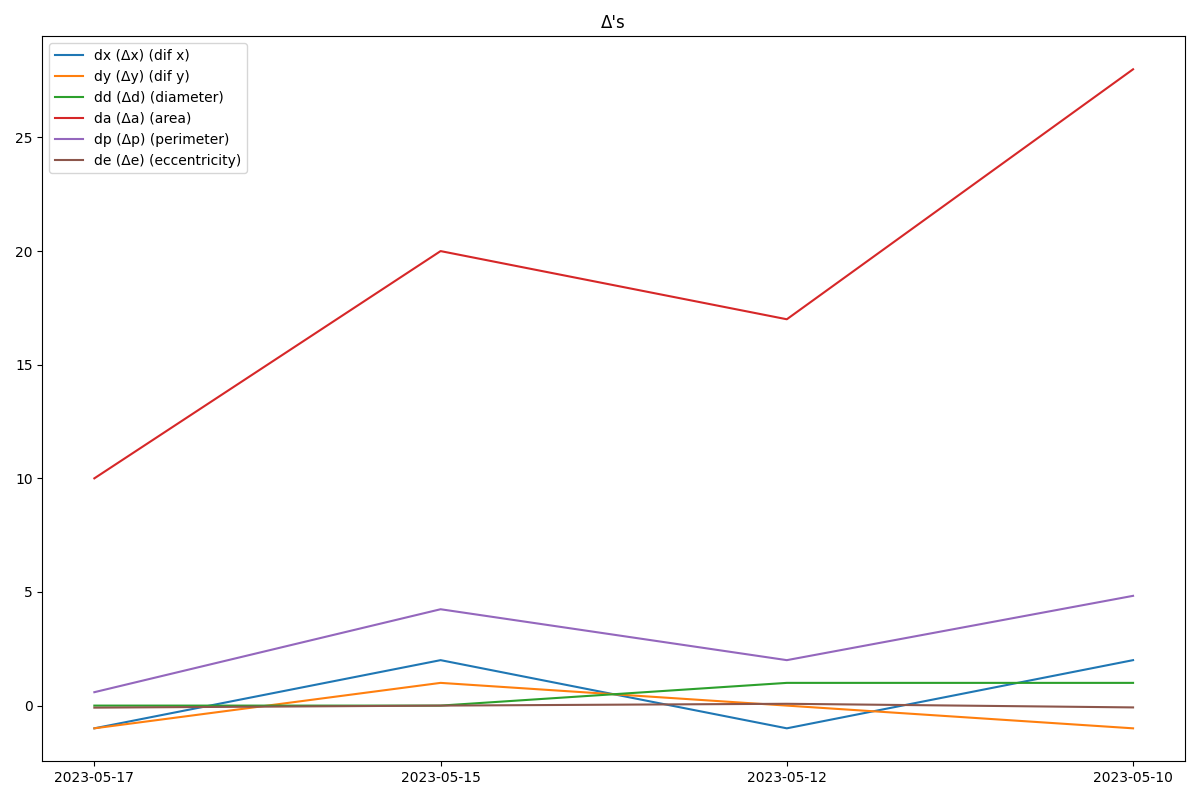 Δ's
dx (Δx) (dif x)
dy (Δy) (dif y)
dd (Δd) (diameter)
da (Δa) (area)
dp (Δp) (perimeter)
de (Δe) (eccentricity)
25
20
15
10
5
0
2023-05-17 2023-05-15 2023-05-12 2023-05-10